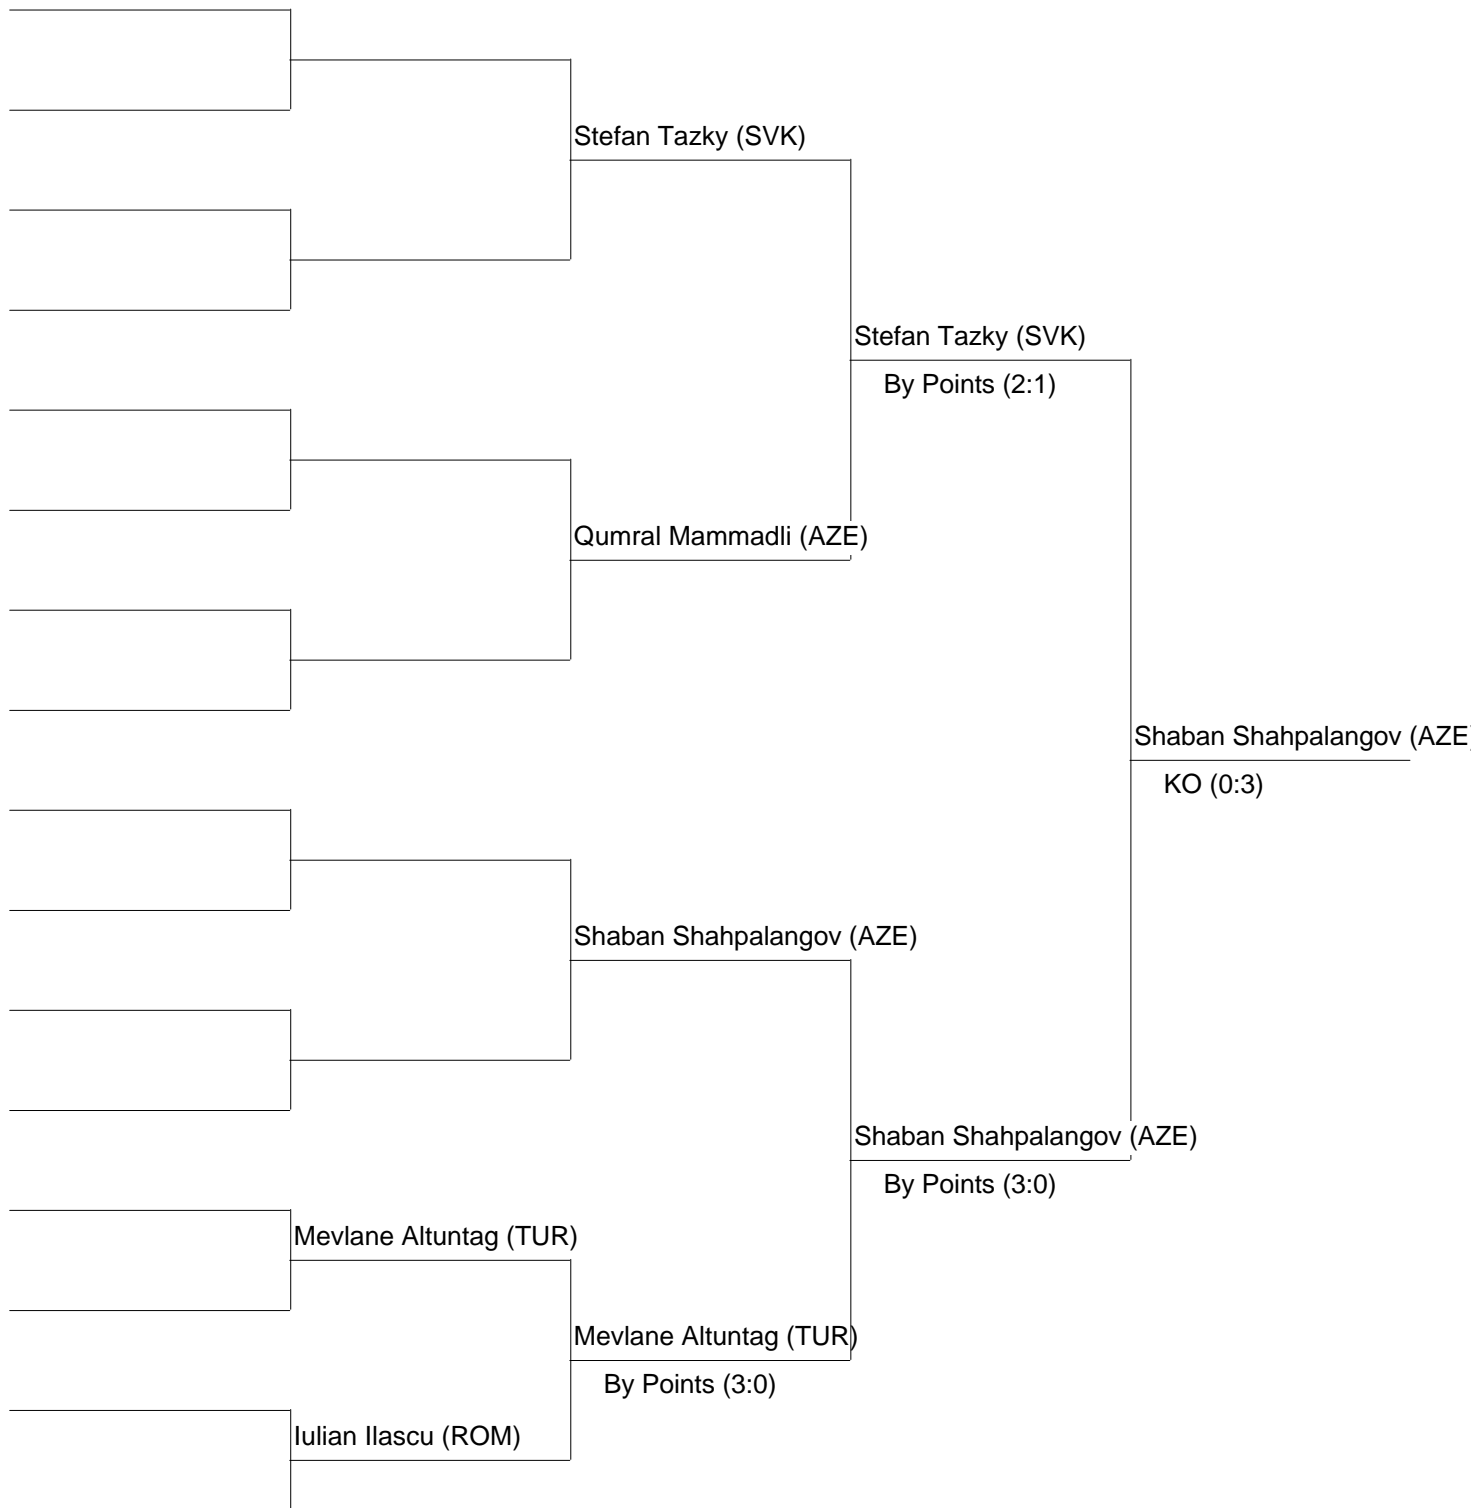 Stefan Tazky (SVK)
Stefan Tazky (SVK)
By Points (2:1)
Qumral Mammadli (AZE)
Shaban Shahpalangov (AZE)
KO (0:3)
Shaban Shahpalangov (AZE)
Shaban Shahpalangov (AZE)
By Points (3:0)
Mevlane Altuntag (TUR)
Mevlane Altuntag (TUR)
By Points (3:0)
Iulian Ilascu (ROM)